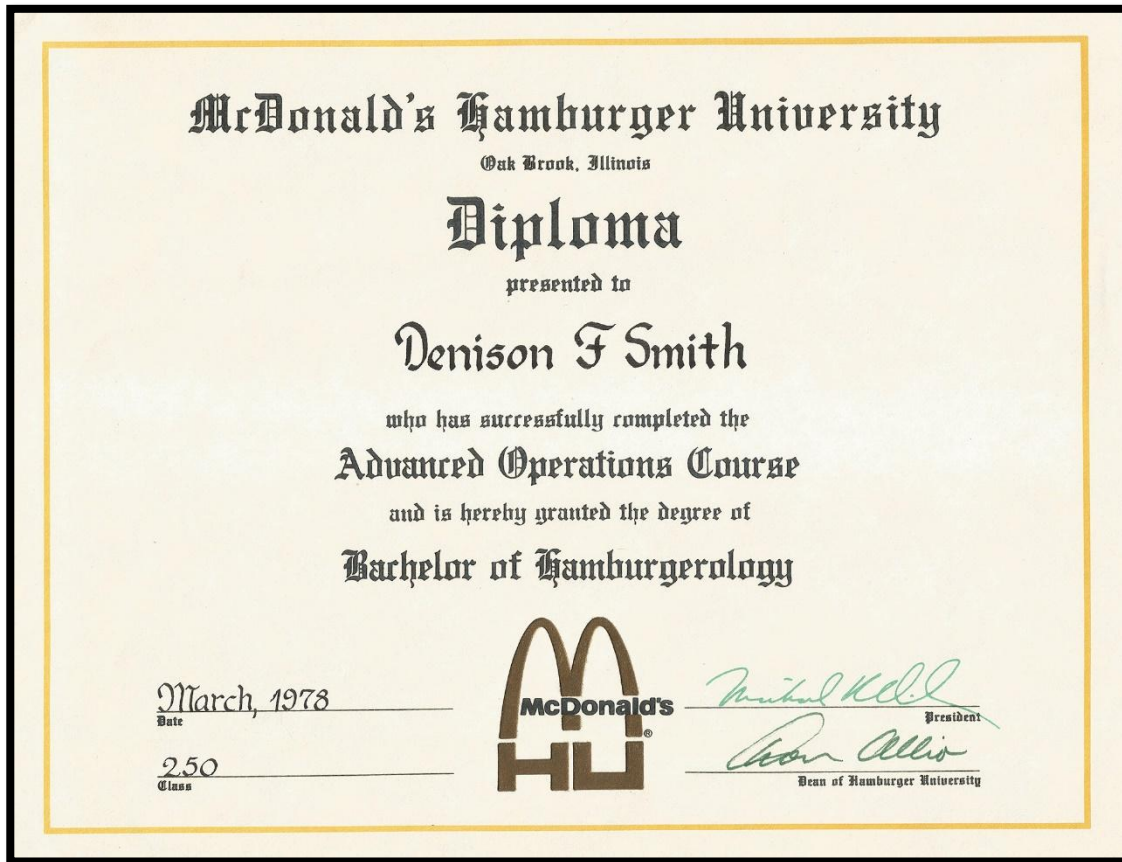 McDonald's Hamburger University
Oak Brook, Illinois
Diploma
presented to
Denison F Smith
who has successfully completed the
Advanced Operations Course
and is hereby granted the degree of
Bachelor of Hamburgerology
March, 1978
Date
250
Class
McDonald's®
HU
President
Dean of Hamburger University